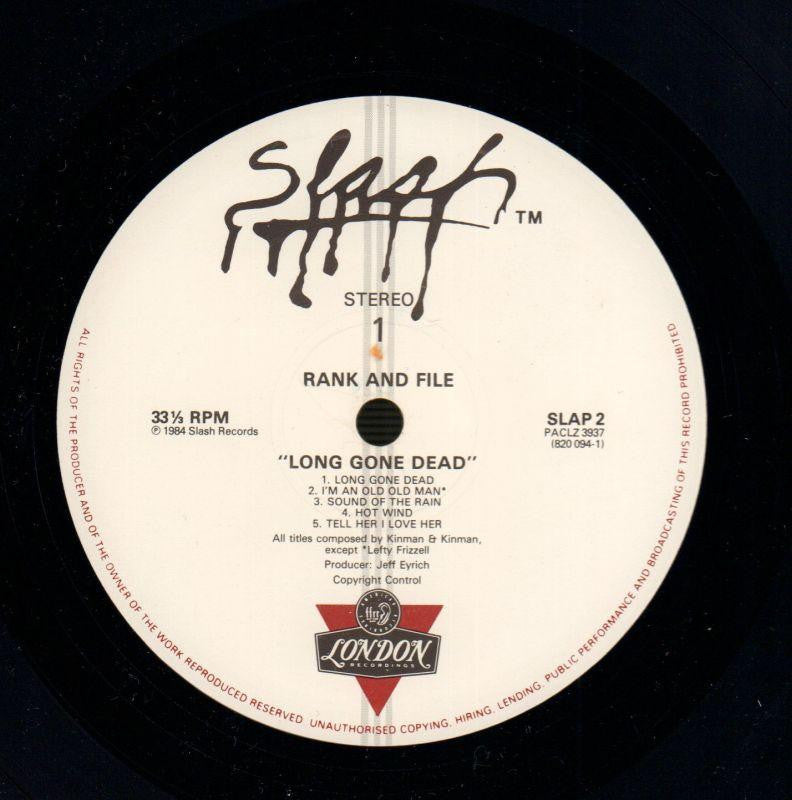 Slash TM
STEREO
1
RANK AND FILE
33⅓ RPM
℗ 1984 Slash Records
SLAP 2
PACLZ 3937
(820 094-1)
"LONG GONE DEAD"
1. LONG GONE DEAD
2. I'M AN OLD OLD MAN*
3. SOUND OF THE RAIN
4. HOT WIND
5. TELL HER I LOVE HER
All titles composed by Kinman & Kinman,
except *Lefty Frizzell
Producer: Jeff Eyrich
Copyright Control
ffrr
LONDON
RECORDINGS
ALL RIGHTS OF THE PRODUCER AND OF THE OWNER OF THE WORK REPRODUCED RESERVED. UNAUTHORISED COPYING, HIRING, LENDING, PUBLIC PERFORMANCE AND BROADCASTING OF THIS RECORD PROHIBITED